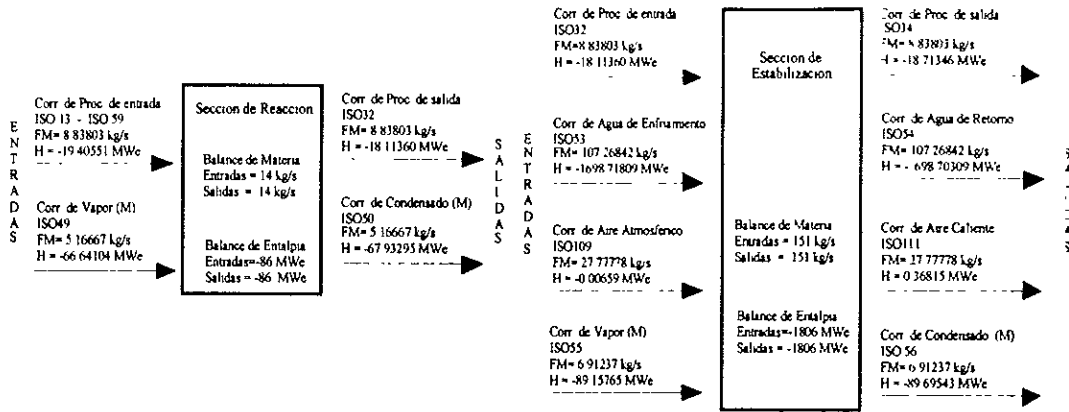 ENTRADAS
Corr de Proc de entrada
ISO 13 - ISO 59
FM= 8 83803 kg/s
H = -19 40551 MWe
Corr de Vapor (M)
ISO49
FM= 5 16667 kg/s
H = -66 64104 MWe
Seccion de Reaccion
Balance de Materia
Entradas = 14 kg/s
Salidas = 14 kg/s
Balance de Entalpia
Entradas=-86 MWe
Salidas = -86 MWe
Corr de Proc de salida
ISO32
FM= 8 83803 kg/s
H = -18 11360 MWe
Corr de Condensado (M)
ISO50
FM= 5 16667 kg/s
H = -67 93295 MWe
SALIDAS
ENTRADAS
Corr de Proc de entrada
ISO32
FM=8 83803 kg/s
H = -18 11360 MWe
Corr de Agua de Enfriamento
ISO53
FM= 107 26842 kg/s
H = -1698 71809 MWe
Corr de Aire Atmosferico
ISO109
FM= 27 77778 kg/s
H = -0 00659 MWe
Corr de Vapor (M)
ISO55
FM= 6 91237 kg/s
H = -89 15765 MWe
Seccion de
Estabilizacion
Balance de Materia
Entradas = 151 kg/s
Salidas = 151 kg/s
Balance de Entalpia
Entradas=-1806 MWe
Salidas = -1806 MWe
Corr de Proc de salida
ISO34
FM= 8 83803 kg/s
H = -18 71346 MWe
Corr de Agua de Retorno
ISO54
FM= 107 26842 kg/s
H = - 698 70309 MWe
Corr de Aire Caliente
ISO111
FM= 27 77778 kg/s
H = 0 36815 MWe
Corr de Condensado (M)
ISO 56
FM= 6 91237 kg/s
H = -89 69543 MWe